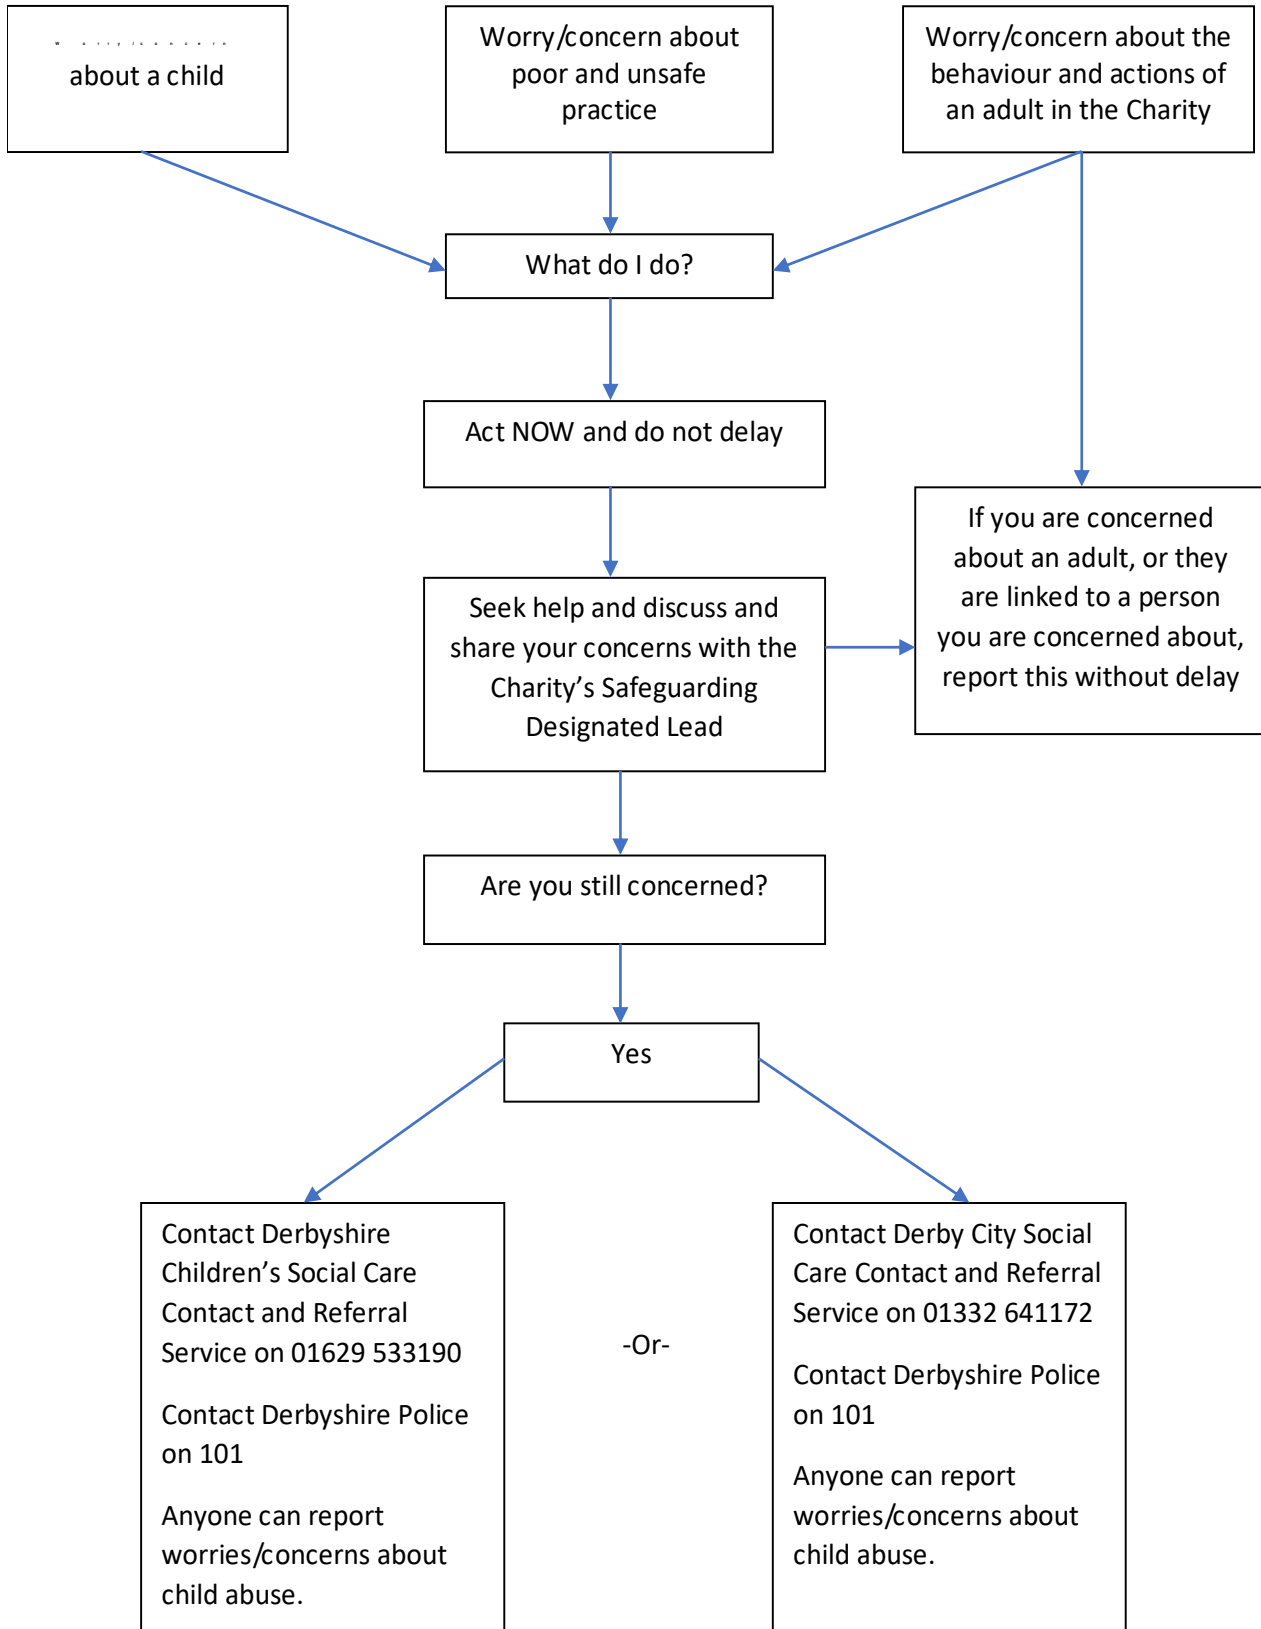 about a child
Worry/concern about
poor and unsafe
practice
Worry/concern about the
behaviour and actions of
an adult in the Charity
What do I do?
Act NOW and do not delay
If you are concerned
about an adult, or they
are linked to a person
you are concerned about,
report this without delay
Seek help and discuss and
share your concerns with the
Charity’s Safeguarding
Designated Lead
Are you still concerned?
Yes
Contact Derbyshire
Children’s Social Care
Contact and Referral
Service on 01629 533190
Contact Derbyshire Police
on 101
Anyone can report
worries/concerns about
child abuse.
-Or-
Contact Derby City Social
Care Contact and Referral
Service on 01332 641172
Contact Derbyshire Police
on 101
Anyone can report
worries/concerns about
child abuse.